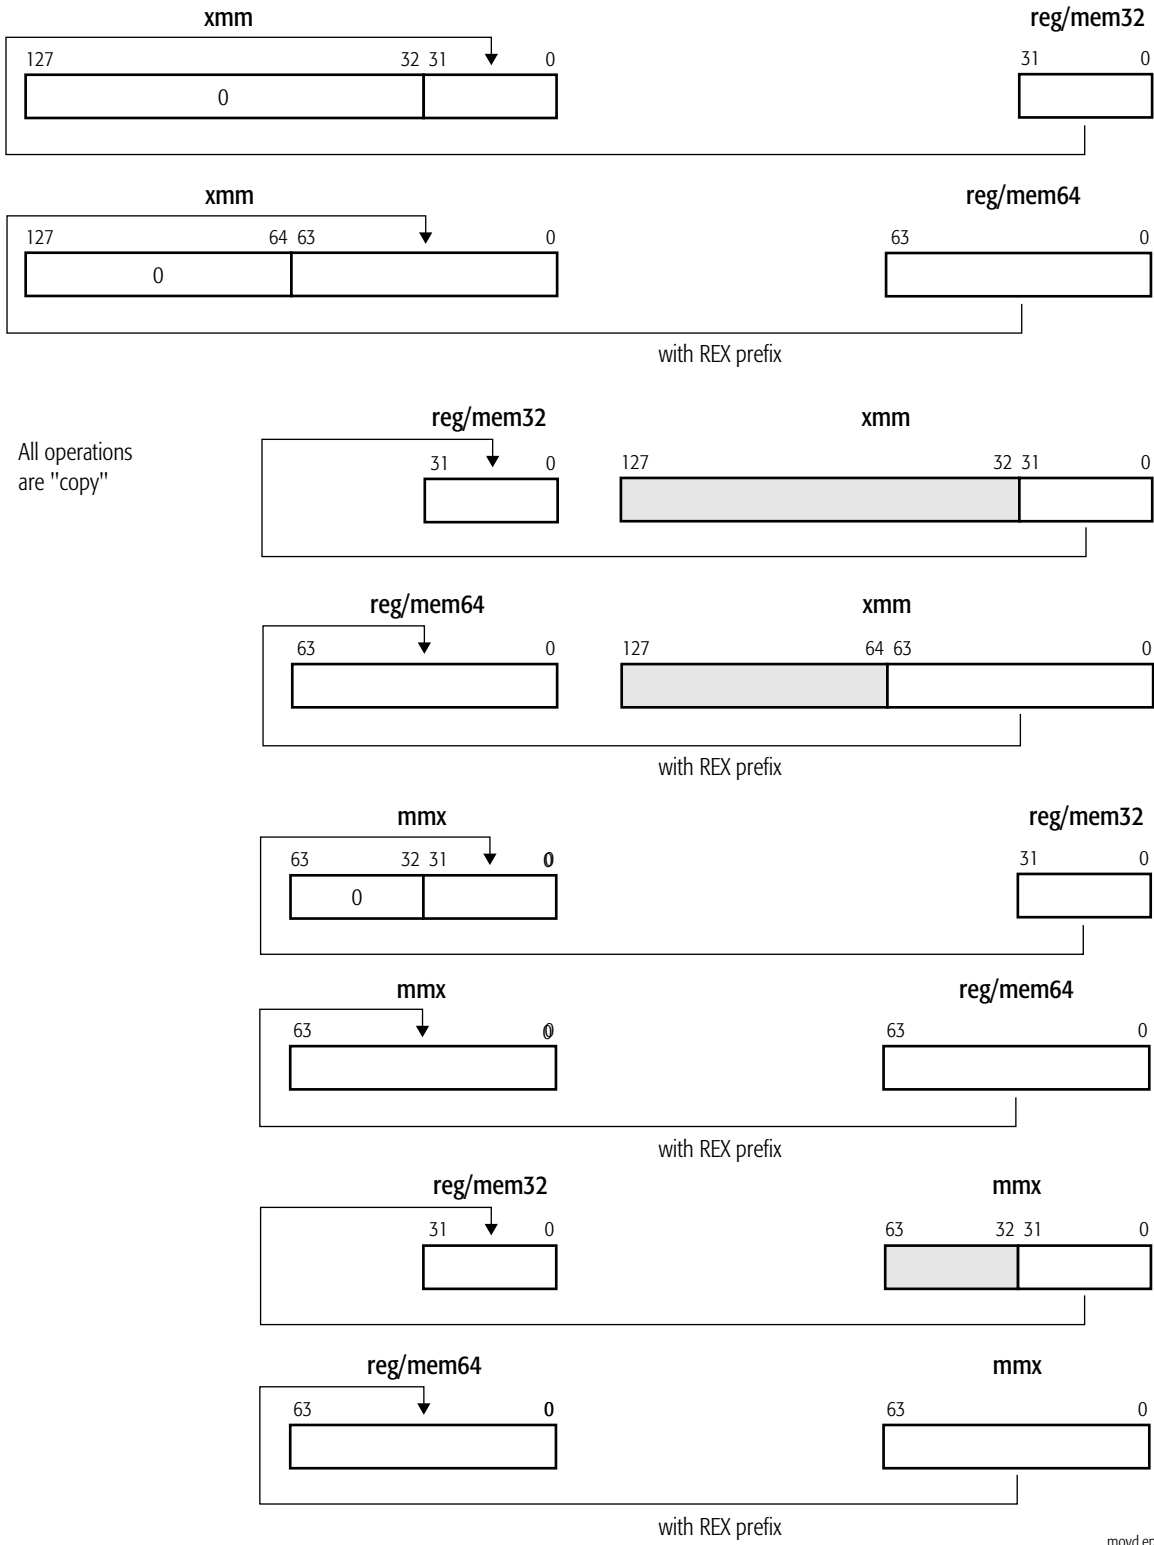 xmm reg/mem32
127 32 31 0 31 0
0
xmm reg/mem64
127 64 63 0 63 0
0
with REX prefix
reg/mem32 xmm
All operations
are "copy"
31 0 127 32 31 0
reg/mem64 xmm
63 0 127 64 63 0
with REX prefix
mmx reg/mem32
63 32 31 0 31 0
0
mmx reg/mem64
63 0 63 0
with REX prefix
reg/mem32 mmx
31 0 63 32 31 0
reg/mem64 mmx
63 0 63 0
with REX prefix